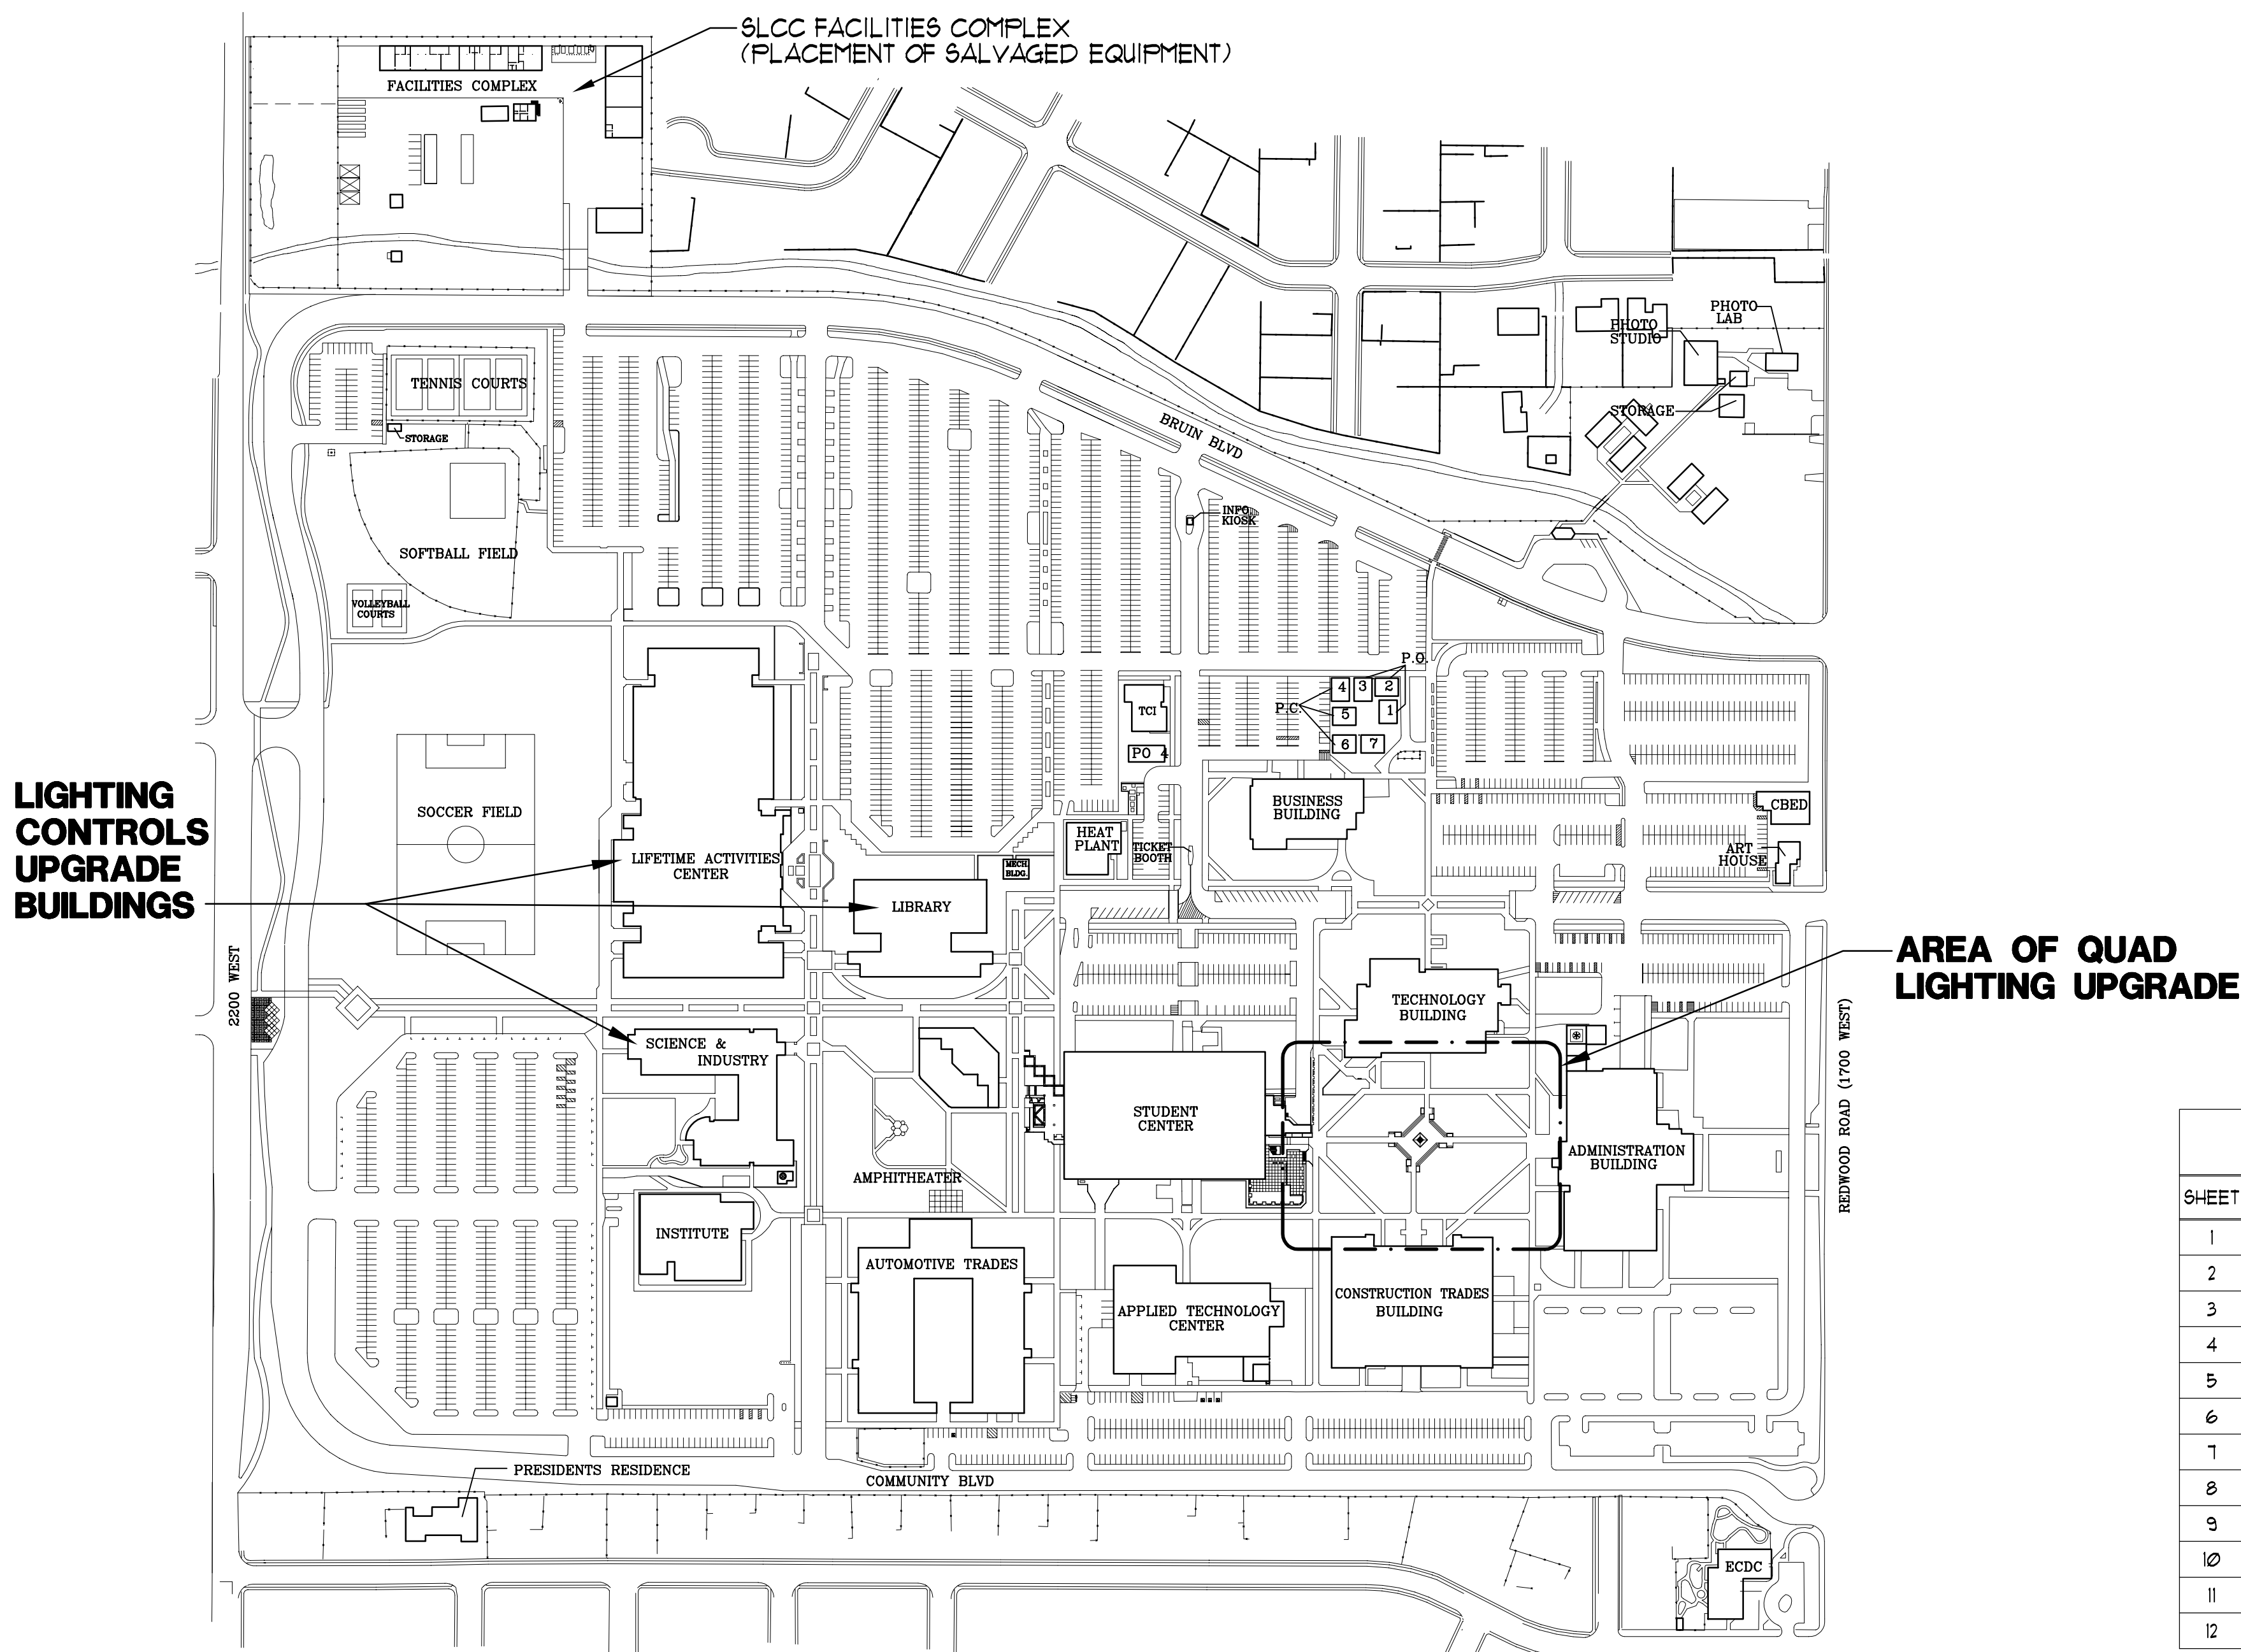 SLCC FACILITIES COMPLEX
(PLACEMENT OF SALVAGED EQUIPMENT)
FACILITIES COMPLEX
PHOTO
LAB
PHOTO
STUDIO
STORAGE
TENNIS COURTS
STORAGE
BRUIN BLVD
INFO
KIOSK
SOFTBALL FIELD
VOLLEYBALL
COURTS
P.O.
4
3
2
P.C.
5
1
6
7
TCI
PO 4
LIGHTING
CONTROLS
UPGRADE
BUILDINGS
SOCCER FIELD
BUSINESS
BUILDING
CBED
HEAT
PLANT
TICKET
BOOTH
ART
HOUSE
MECH.
BLDG.
LIFETIME ACTIVITIES
CENTER
LIBRARY
2200 WEST
AREA OF QUAD
LIGHTING UPGRADE
TECHNOLOGY
BUILDING
REDWOOD ROAD (1700 WEST)
SCIENCE &
INDUSTRY
STUDENT
CENTER
ADMINISTRATION
BUILDING
AMPHITHEATER
INSTITUTE
AUTOMOTIVE TRADES
APPLIED TECHNOLOGY
CENTER
CONSTRUCTION TRADES
BUILDING
PRESIDENTS RESIDENCE
COMMUNITY BLVD
ECDC
SHEET
1
2
3
4
5
6
7
8
9
10
11
12